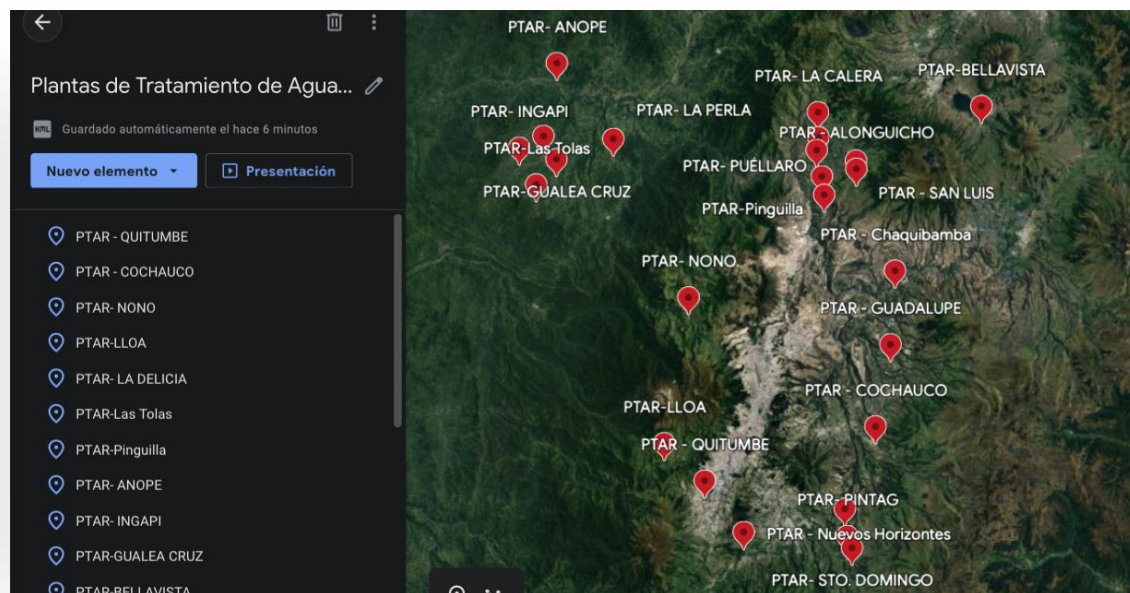 Plantas de Tratamiento de Agua...
KML Guardado automáticamente el hace 6 minutos
Nuevo elemento
Presentación
PTAR - QUITUMBE
PTAR - COCHAUCO
PTAR- NONO
PTAR-LLOA
PTAR- LA DELICIA
PTAR-Las Tolas
PTAR-Pinguilla
PTAR- ANOPE
PTAR- INGAPI
PTAR-GUALEA CRUZ
PTAR-BELLAVISTA
PTAR- ANOPE
PTAR- LA CALERA
PTAR-BELLAVISTA
PTAR- INGAPI
PTAR- LA PERLA
PTAR - ALONGUICHO
PTAR-Las Tolas
PTAR- PUÉLLARO
PTAR-GUALEA CRUZ
PTAR - SAN LUIS
PTAR-Pinguilla
PTAR - Chaquibamba
PTAR- NONO
PTAR - GUADALUPE
PTAR - COCHAUCO
PTAR-LLOA
PTAR - QUITUMBE
PTAR- PINTAG
PTAR - Nuevos Horizontes
PTAR- STO. DOMINGO